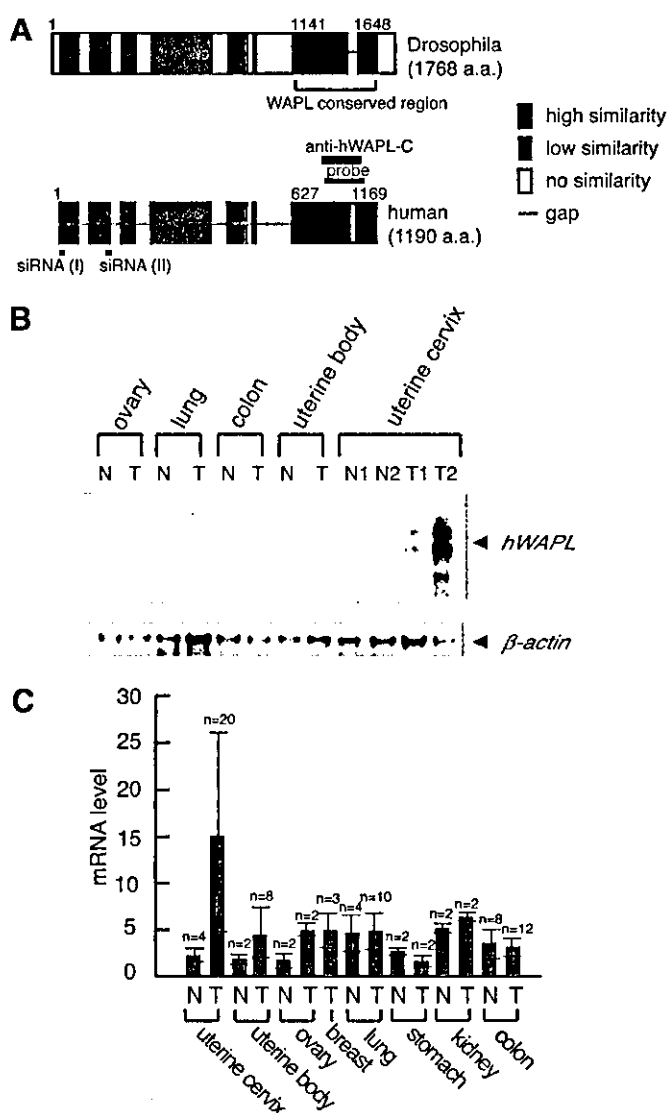 A
1
1141
1648
Drosophila
(1768 a.a.)
WAPL conserved region
high similarity
low similarity
no similarity
gap
anti-hWAPL-C
probe
1
627
1169
human
(1190 a.a.)
siRNA (I)
siRNA (II)
B
ovary
lung
colon
uterine body
uterine cervix
N T N T N T N T N1 N2 T1 T2
hWAPL
β-actin
C
mRNA level
30
25
20
15
10
5
0
n=4
n=20
n=2
n=8
n=2
n=2
n=3
n=4
n=10
n=2
n=2
n=2
n=2
n=8
n=12
N T N T N T T N T N T N T N T
uterine cervix
uterine body
ovary
breast
lung
stomach
kidney
colon